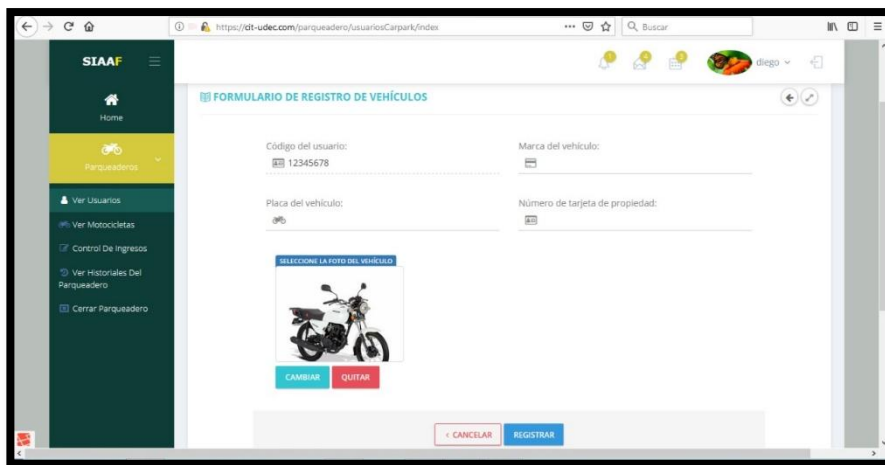 https://cit-udec.com/parqueadero/usuariosCarpark/index
Buscar
SIAAF
diego
Home
Parqueaderos
Ver Usuarios
Ver Motocicletas
Control De Ingresos
Ver Historiales Del
Parqueadero
Cerrar Parqueadero
FORMULARIO DE REGISTRO DE VEHÍCULOS
Código del usuario:
12345678
Marca del vehículo:
Placa del vehículo:
Número de tarjeta de propiedad:
SELECCIONE LA FOTO DEL VEHÍCULO
CAMBIAR QUITAR
< CANCELAR REGISTRAR